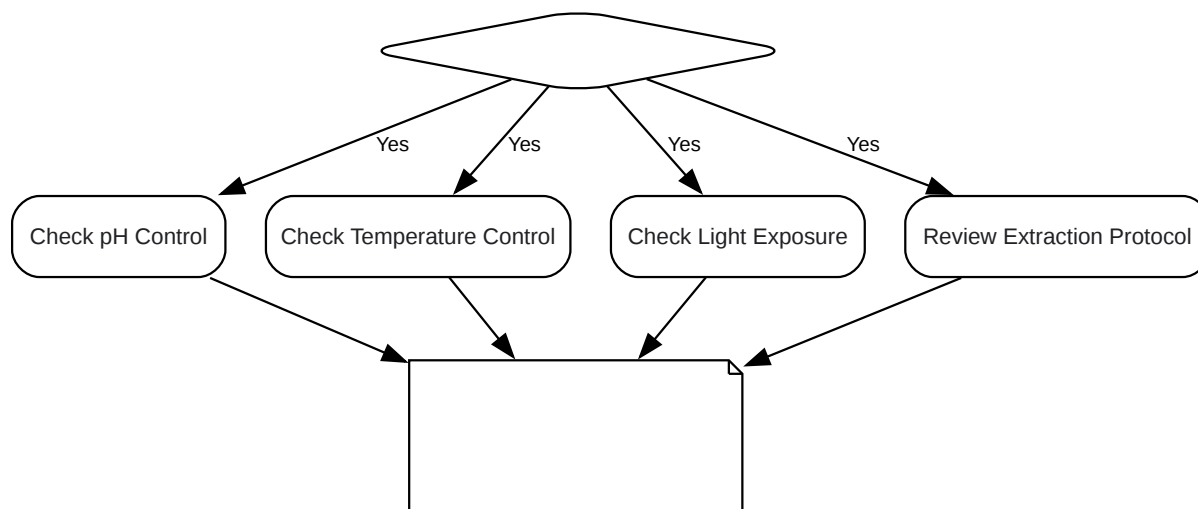 Yes
Yes
Yes
Yes
Check pH Control
Check Temperature Control
Check Light Exposure
Review Extraction Protocol